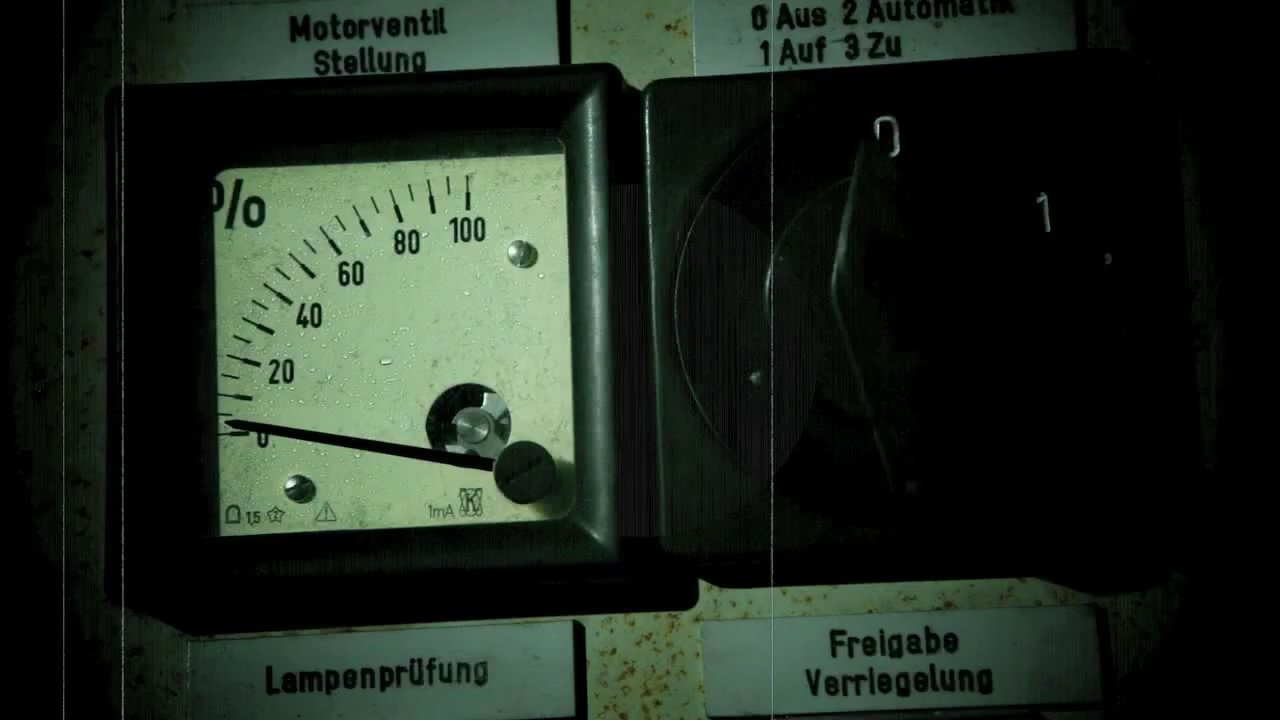 Motorventil
Stellung
0 Aus 2 Automatik
1 Auf 3 Zu
%
100
80
60
40
20
0
1,5
1mA
0
1
Lampenprüfung
Freigabe
Verriegelung